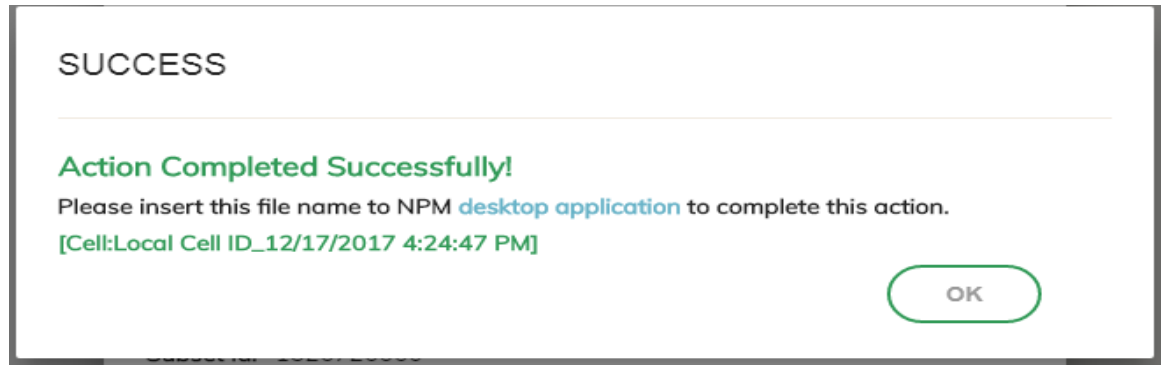 SUCCESS
Action Completed Successfully!
Please insert this file name to NPM desktop application to complete this action.
[Cell:Local Cell ID_12/17/2017 4:24:47 PM]
OK